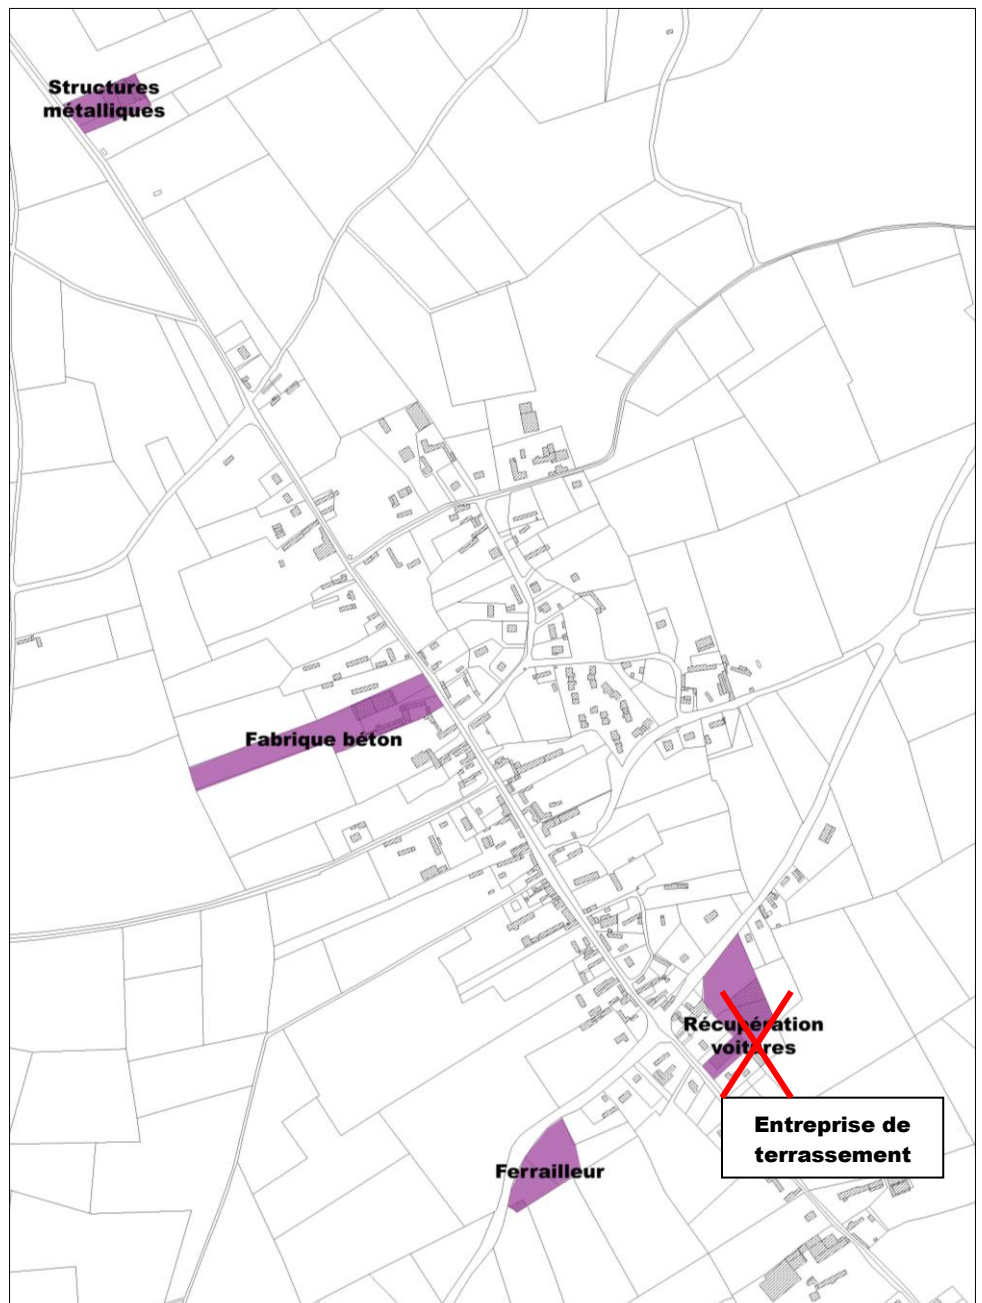 Structures
métalliques
Fabrique béton
Récupération
voitures
Entreprise de
terrassement
Ferrailleur